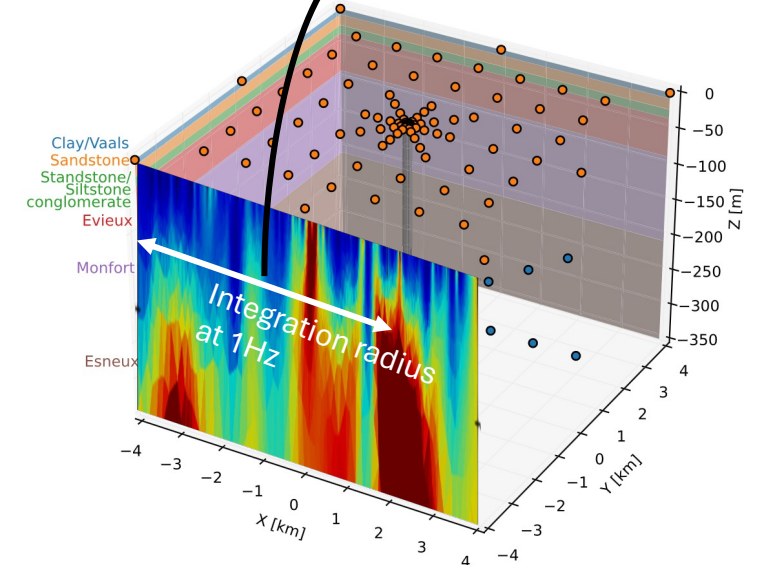 Clay/Vaals
Sandstone
Standstone/
Siltstone
conglomerate
Evieux
Monfort
Esneux
Integration radius
at 1Hz
0
−50
−100
−150
−200
−250
−300
−350
Z [m]
−4
−3
−2
−1
0
1
2
3
4
X [km]
4
3
2
1
0
−1
−2
−3
−4
Y [km]